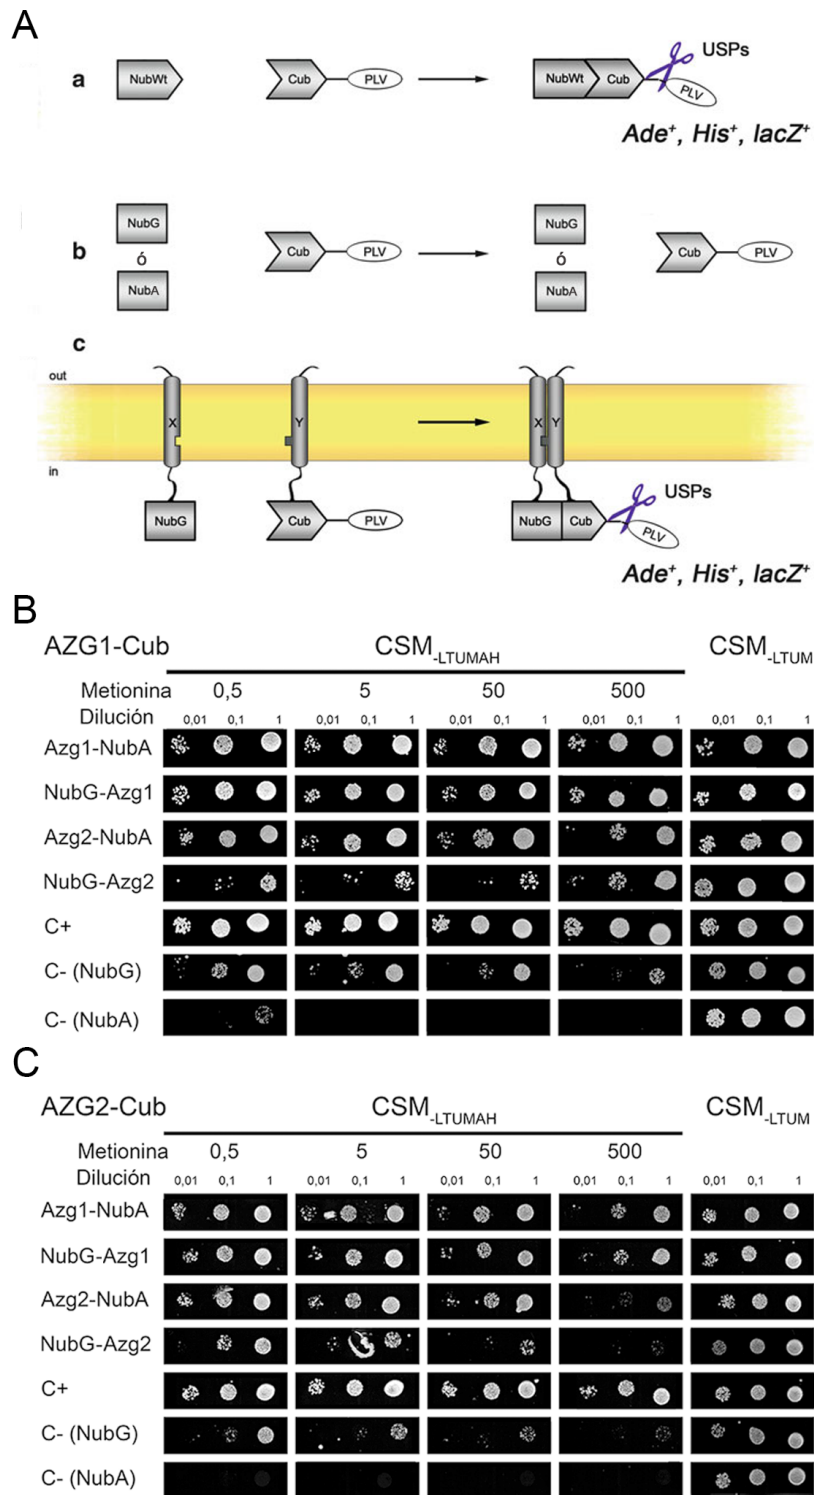 A
a
NubWt
Cub
PLV
NubWt
Cub
PLV
USPs
Ade⁺, His⁺, lacZ⁺
b
NubG
ó
NubA
Cub
PLV
NubG
ó
NubA
Cub
PLV
c
out
in
X
Y
X
Y
NubG
Cub
PLV
NubG
Cub
PLV
USPs
Ade⁺, His⁺, lacZ⁺
B
AZG1-Cub CSM-LTUMAH CSM-LTUM
Metionina 0,5 5 50 500
Dilución 0,01 0,1 1 0,01 0,1 1 0,01 0,1 1 0,01 0,1 1 0,01 0,1 1
Azg1-NubA
NubG-Azg1
Azg2-NubA
NubG-Azg2
C+
C- (NubG)
C- (NubA)
C
AZG2-Cub CSM-LTUMAH CSM-LTUM
Metionina 0,5 5 50 500
Dilución 0,01 0,1 1 0,01 0,1 1 0,01 0,1 1 0,01 0,1 1 0,01 0,1 1
Azg1-NubA
NubG-Azg1
Azg2-NubA
NubG-Azg2
C+
C- (NubG)
C- (NubA)